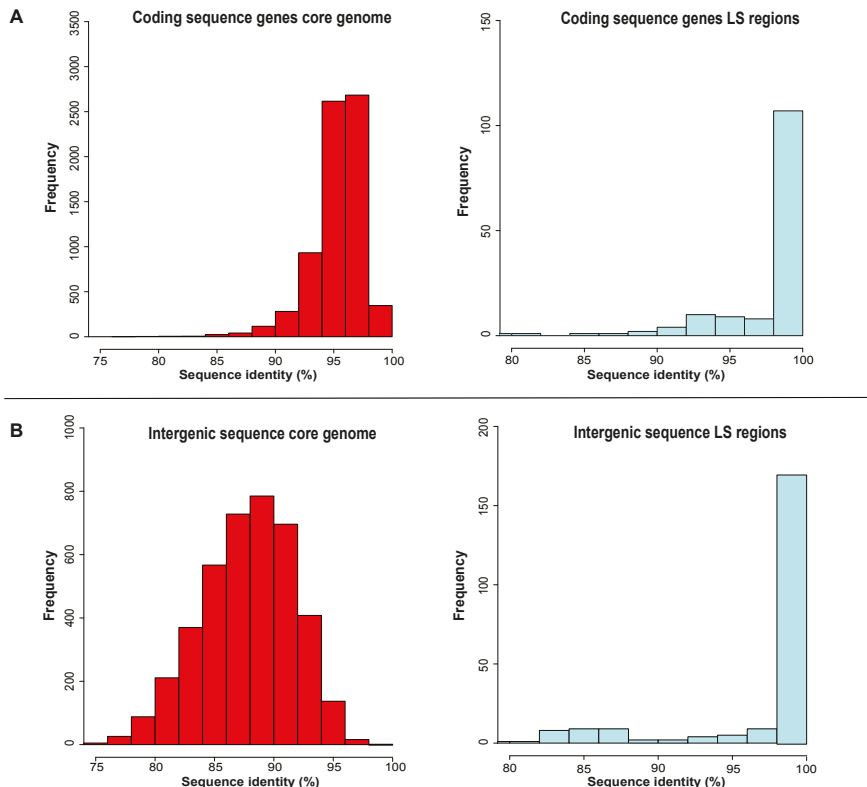 A
Coding sequence genes core genome
Coding sequence genes LS regions
Frequency
0 500 1000 1500 2000 2500 3000 3500
75 80 85 90 95 100
Sequence identity (%)
Frequency
0 50 100 150
80 85 90 95 100
Sequence identity (%)
B
Intergenic sequence core genome
Intergenic sequence LS regions
Frequency
0 200 400 600 800 1000
75 80 85 90 95 100
Sequence identity (%)
Frequency
0 50 100 150 200
80 85 90 95 100
Sequence identity (%)